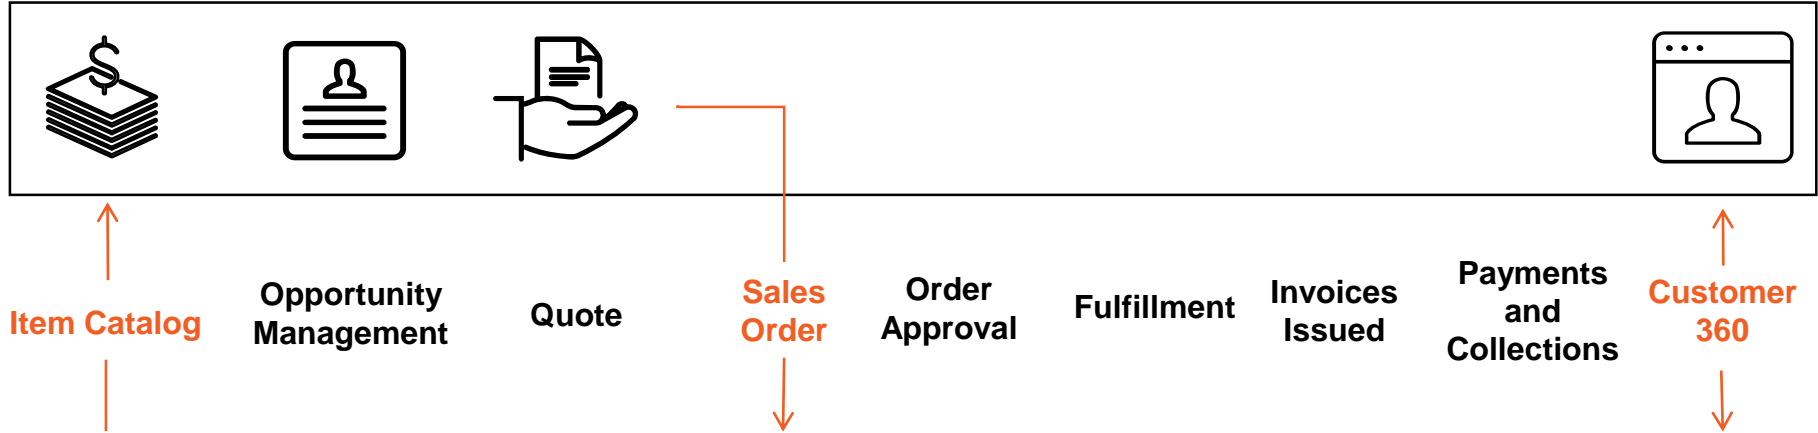 $
Item Catalog
Opportunity
Management
Quote
Sales
Order
Order
Approval
Fulfillment
Invoices
Issued
Payments
and
Collections
Customer
360